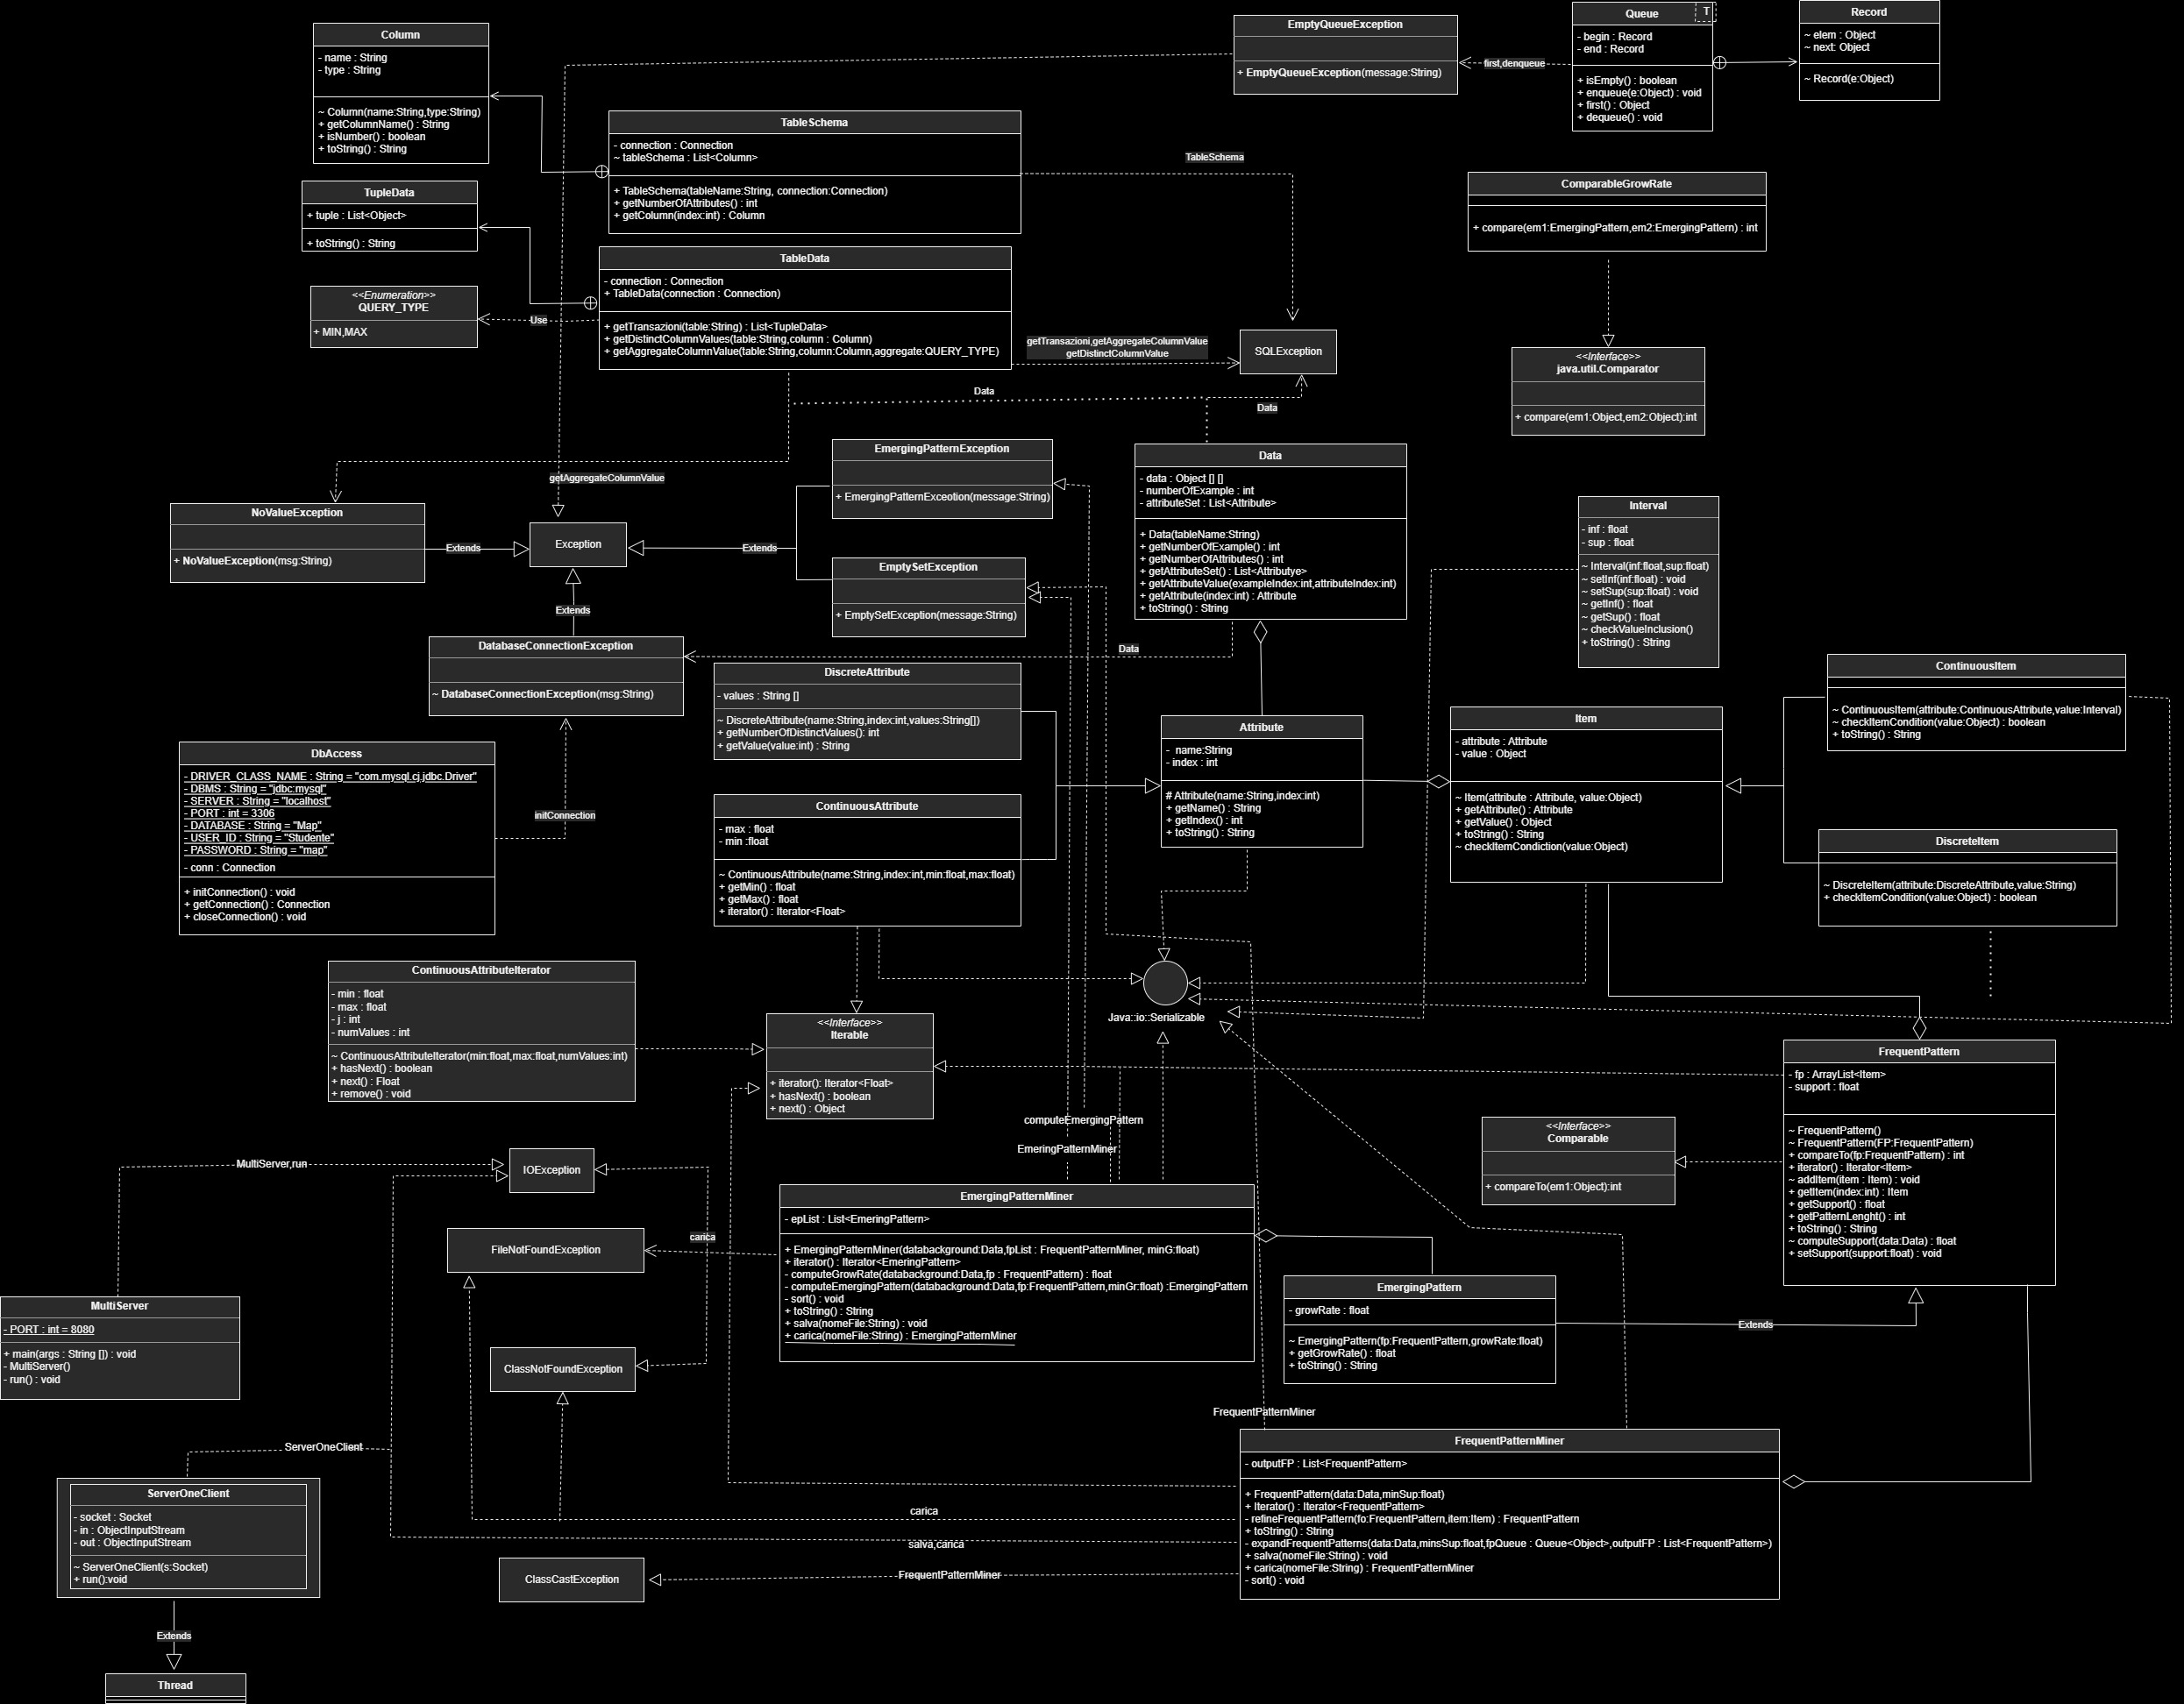 Column
- name : String
- type : String
~ Column(name:String,type:String)
+ getColumnName() : String
+ isNumber() : boolean
+ toString() : String
EmptyQueueException
+ EmptyQueueException(message:String)
first,denqueue
Queue
T
- begin : Record
- end : Record
+ isEmpty() : boolean
+ enqueue(e:Object) : void
+ first() : Object
+ dequeue() : void
Record
~ elem : Object
~ next: Object
~ Record(e:Object)
TableSchema
- connection : Connection
~ tableSchema : List<Column>
+ TableSchema(tableName:String, connection:Connection)
+ getNumberOfAttributes() : int
+ getColumn(index:int) : Column
TableSchema
TupleData
+ tuple : List<Object>
+ toString() : String
ComparableGrowRate
+ compare(em1:EmergingPattern,em2:EmergingPattern) : int
TableData
- connection : Connection
+ TableData(connection : Connection)
+ getTransazioni(table:String) : List<TupleData>
+ getDistinctColumnValues(table:String,column : Column)
+ getAggregateColumnValue(table:String,column:Column,aggregate:QUERY_TYPE)
<<Enumeration>>
QUERY_TYPE
+ MIN,MAX
Use
getTransazioni,getAggregateColumnValue
getDistinctColumnValue
SQLException
<<Interface>>
java.util.Comparator
+ compare(em1:Object,em2:Object):int
Data
Data
EmergingPatternException
+ EmergingPatternExceotion(message:String)
Data
- data : Object [] []
- numberOfExample : int
- attributeSet : List<Attribute>
+ Data(tableName:String)
+ getNumberOfExample() : int
+ getNumberOfAttributes() : int
+ getAttributeSet() : List<Attributye>
+ getAttributeValue(exampleIndex:int,attributeIndex:int)
+ getAttribute(index:int) : Attribute
+ toString() : String
getAggregateColumnValue
NoValueException
+ NoValueException(msg:String)
Extends
Exception
Extends
Interval
- inf : float
- sup : float
~ Interval(inf:float,sup:float)
~ setInf(inf:float) : void
~ setSup(sup:float) : void
~ getInf() : float
~ getSup() : float
~ checkValueInclusion()
+ toString() : String
EmptySetException
+ EmptySetException(message:String)
Extends
DatabaseConnectionException
~ DatabaseConnectionException(msg:String)
Data
DiscreteAttribute
- values : String []
~ DiscreteAttribute(name:String,index:int,values:String[])
+ getNumberOfDistinctValues(): int
+ getValue(value:int) : String
ContinuousItem
~ ContinuousItem(attribute:ContinuousAttribute,value:Interval)
~ checkItemCondition(value:Object) : boolean
+ toString() : String
Attribute
- name:String
- index : int
# Attribute(name:String,index:int)
+ getName() : String
+ getIndex() : int
+ toString() : String
Item
- attribute : Attribute
- value : Object
~ Item(attribute : Attribute, value:Object)
+ getAttribute() : Attribute
+ getValue() : Object
+ toString() : String
~ checkItemCondiction(value:Object)
DbAccess
- DRIVER_CLASS_NAME : String = "com.mysql.cj.jdbc.Driver"
- DBMS : String = "jdbc:mysql"
- SERVER : String = "localhost"
- PORT : int = 3306
- DATABASE : String = "Map"
- USER_ID : String = "Studente"
- PASSWORD : String = "map"
- conn : Connection
+ initConnection() : void
+ getConnection() : Connection
+ closeConnection() : void
initConnection
ContinuousAttribute
- max : float
- min :float
~ ContinuousAttribute(name:String,index:int,min:float,max:float)
+ getMin() : float
+ getMax() : float
+ iterator() : Iterator<Float>
DiscreteItem
~ DiscreteItem(attribute:DiscreteAttribute,value:String)
+ checkItemCondition(value:Object) : boolean
ContinuousAttributeIterator
- min : float
- max : float
- j : int
- numValues : int
~ ContinuousAttributeIterator(min:float,max:float,numValues:int)
+ hasNext() : boolean
+ next() : Float
+ remove() : void
Java::io::Serializable
<<Interface>>
Iterable
+ iterator(): Iterator<Float>
+ hasNext() : boolean
+ next() : Object
FrequentPattern
- fp : ArrayList<Item>
- support : float
~ FrequentPattern()
~ FrequentPattern(FP:FrequentPattern)
+ compareTo(fp:FrequentPattern) : int
+ iterator() : Iterator<Item>
~ addItem(item : Item) : void
+ getItem(index:int) : Item
+ getSupport() : float
+ getPatternLenght() : int
+ toString() : String
~ computeSupport(data:Data) : float
+ setSupport(support:float) : void
computeEmergingPattern
EmeringPatternMiner
<<Interface>>
Comparable
+ compareTo(em1:Object):int
MultiServer,run
IOException
EmergingPatternMiner
- epList : List<EmeringPattern>
+ EmergingPatternMiner(databackground:Data,fpList : FrequentPatternMiner, minG:float)
+ iterator() : Iterator<EmeringPattern>
- computeGrowRate(databackground:Data,fp : FrequentPattern) : float
- computeEmergingPattern(databackground:Data,fp:FrequentPattern,minGr:float) :EmergingPattern
- sort() : void
+ toString() : String
+ salva(nomeFile:String) : void
+ carica(nomeFile:String) : EmergingPatternMiner
carica
FileNotFoundException
EmergingPattern
- growRate : float
~ EmergingPattern(fp:FrequentPattern,growRate:float)
+ getGrowRate() : float
+ toString() : String
Extends
MultiServer
- PORT : int = 8080
+ main(args : String []) : void
- MultiServer()
- run() : void
ClassNotFoundException
FrequentPatternMiner
ServerOneClient
FrequentPatternMiner
- outputFP : List<FrequentPattern>
+ FrequentPattern(data:Data,minSup:float)
+ Iterator() : Iterator<FrequentPattern>
- refineFrequentPattern(fo:FrequentPattern,item:Item) : FrequentPattern
+ toString() : String
- expandFrequentPatterns(data:Data,minsSup:float,fpQueue : Queue<Object>,outputFP : List<FrequentPattern>)
+ salva(nomeFile:String) : void
+ carica(nomeFile:String) : FrequentPatternMiner
- sort() : void
ServerOneClient
- socket : Socket
- in : ObjectInputStream
- out : ObjectInputStream
~ ServerOneClient(s:Socket)
+ run():void
carica
salva,carica
FrequentPatternMiner
ClassCastException
Extends
Thread